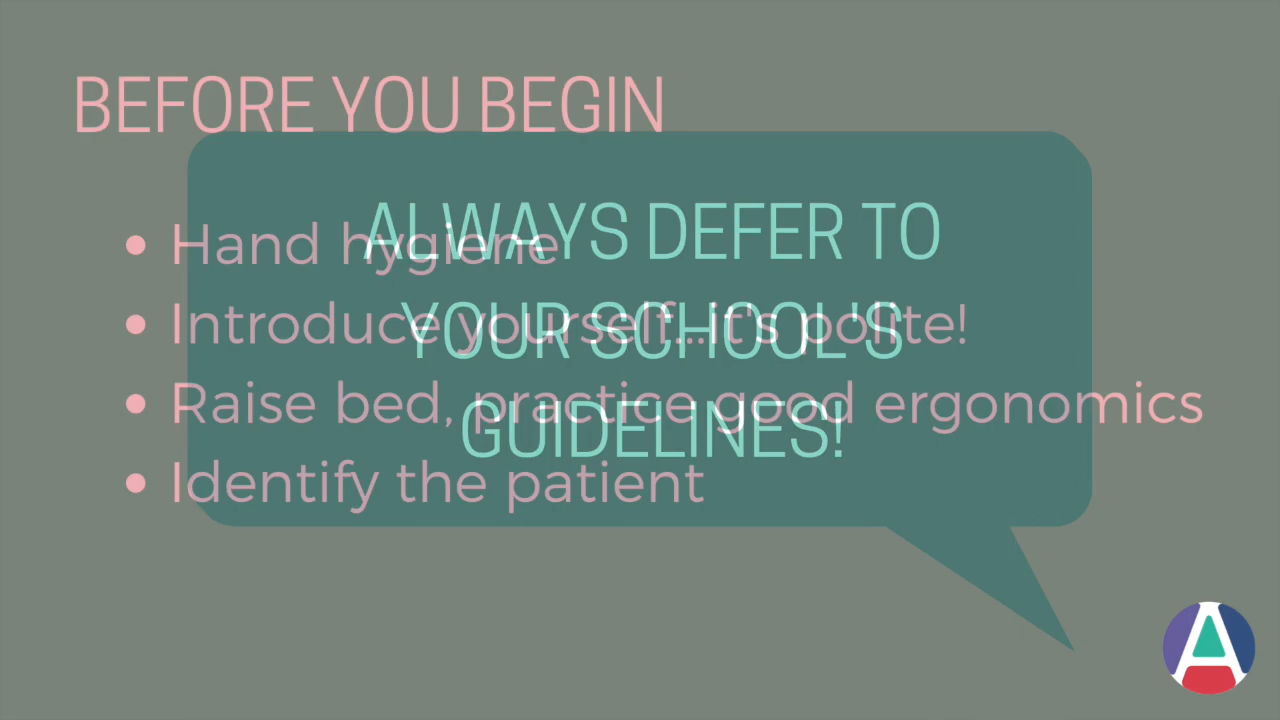 BEFORE YOU BEGIN
ALWAYS DEFER TO
YOUR SCHOOL'S
GUIDELINES!
• Hand hygiene
• Introduce yourself...it's polite!
• Raise bed, practice good ergonomics
• Identify the patient
A